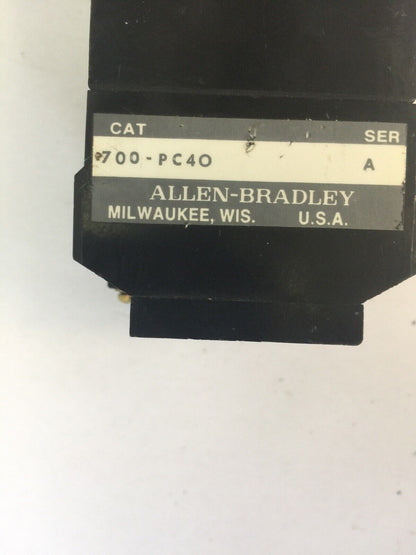 CAT SER
700-PC40 A
ALLEN-BRADLEY
MILWAUKEE, WIS. U.S.A.